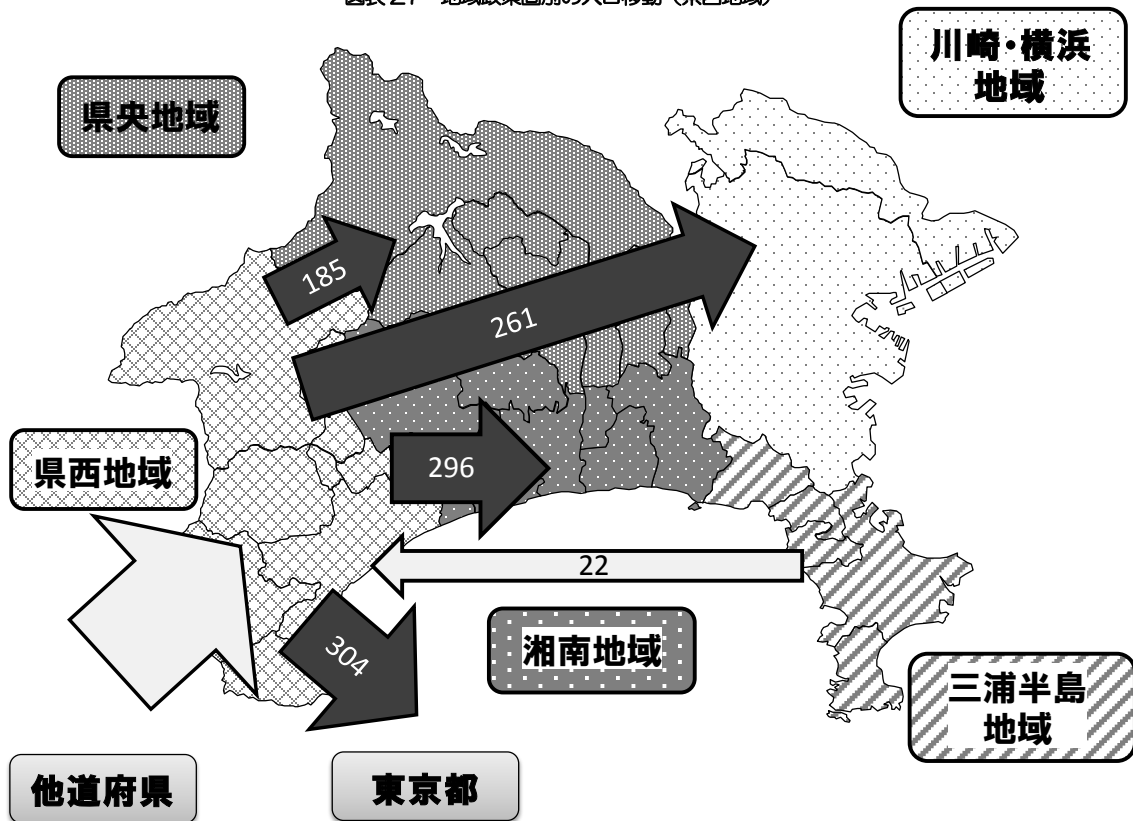 川崎・横浜
地域
県央地域
185
261
県西地域
296
22
304
湘南地域
三浦半島
地域
他道府県
東京都